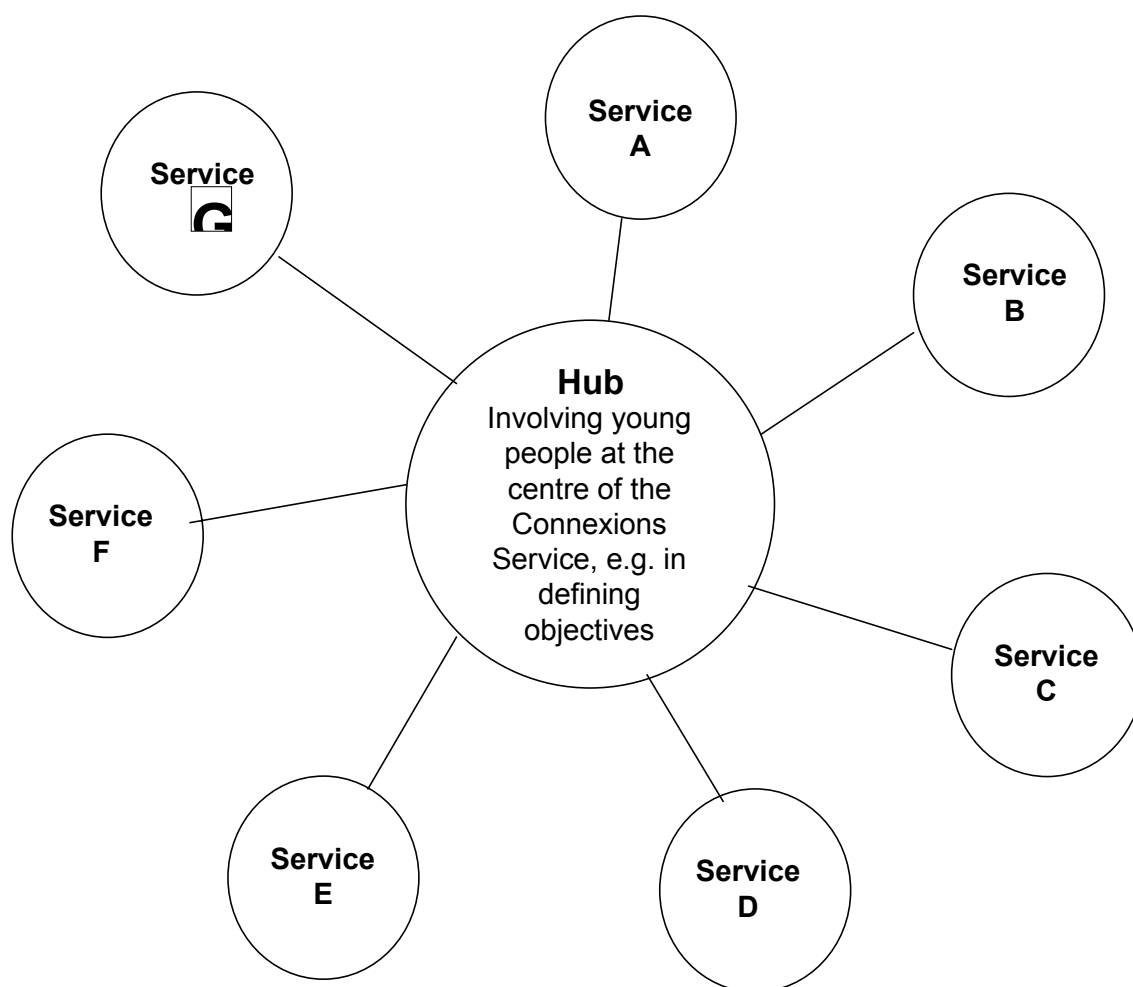 Service
A
Service
G
Service
B
Hub
Involving young
people at the
centre of the
Connexions
Service, e.g. in
defining
objectives
Service
F
Service
C
Service
E
Service
D